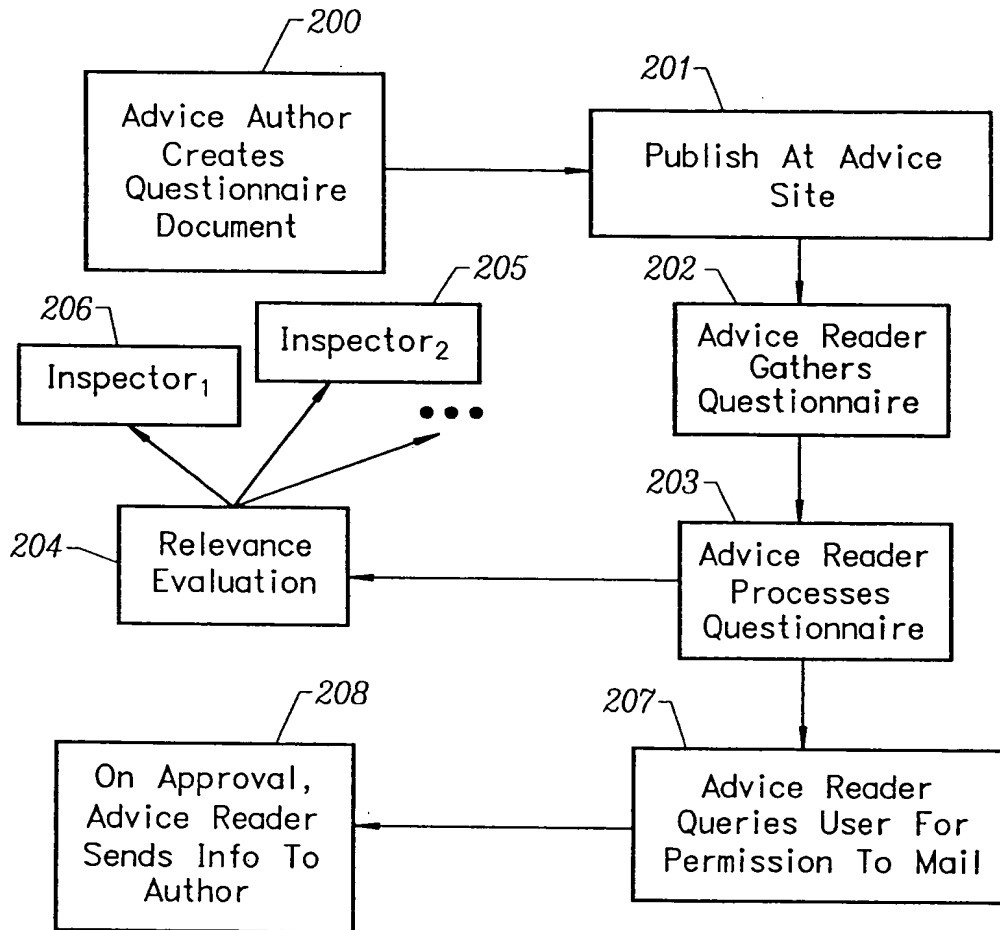 200
Advice Author
Creates
Questionnaire
Document
201
Publish At Advice
Site
202
Advice Reader
Gathers
Questionnaire
206
Inspector1
205
Inspector2
203
Advice Reader
Processes
Questionnaire
204
Relevance
Evaluation
207
Advice Reader
Queries User For
Permission To Mail
208
On Approval,
Advice Reader
Sends Info To
Author